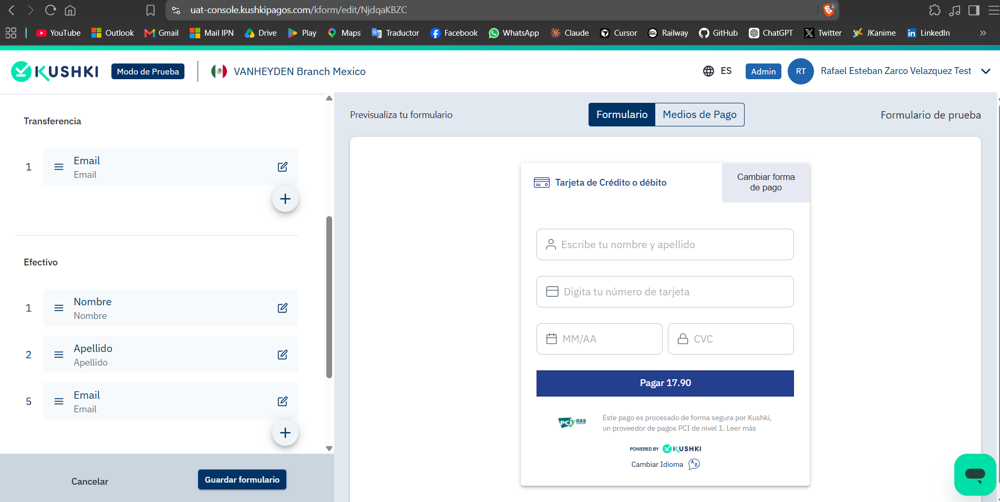 uat-console.kushkipagos.com/kform/edit/NjdqaKBZC
6
YouTube
Outlook
Gmail
Mail IPN
Drive
Play
Maps
Traductor
Facebook
WhatsApp
Claude
Cursor
Railway
GitHub
ChatGPT
Twitter
JKanime
LinkedIn
KUSHKI
Modo de Prueba
VANHEYDEN Branch Mexico
ES
Admin
RT
Rafael Esteban Zarco Velazquez Test
Transferencia
1
Email
Email
Efectivo
1
Nombre
Nombre
2
Apellido
Apellido
5
Email
Email
Cancelar
Guardar formulario
Previsualiza tu formulario
Formulario
Medios de Pago
Formulario de prueba
Tarjeta de Crédito o débito
Cambiar forma
de pago
Escribe tu nombre y apellido
Digita tu número de tarjeta
MM/AA
CVC
Pagar 17.90
PCI DSS
Este pago es procesado de forma segura por Kushki,
un proveedor de pagos PCI de nivel 1. Leer más
POWERED BY KUSHKI
Cambiar Idioma